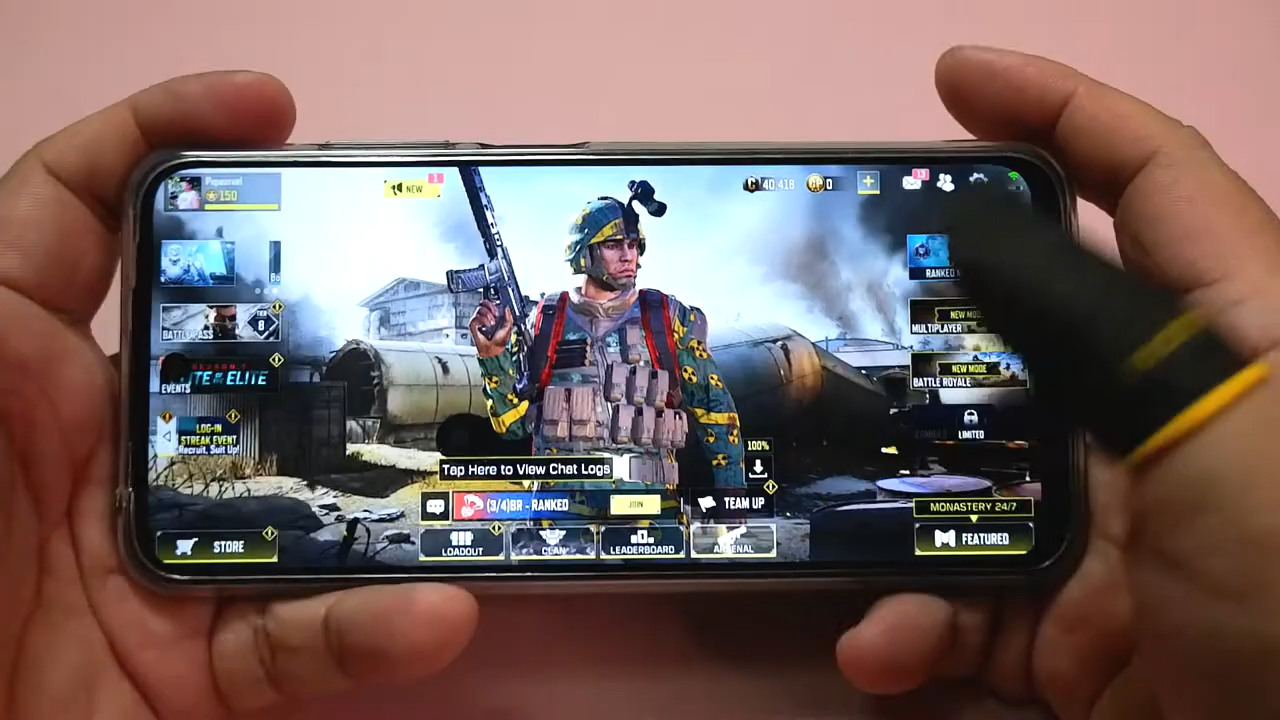 150
NEW
1
40,418
0
13
RANKED
BATTLE PASS
TIER
8
NEW
MULTIPLAYER
NEW MODE
BATTLE ROYALE
EVENTS
ELITE
LOG-IN
STREAK EVENT
Recruit, Suit Up!
LIMITED
100%
Tap Here to View Chat Logs
(3/4)BR - RANKED
JOIN
TEAM UP
MONASTERY 24/7
STORE
LOADOUT
CLAN
LEADERBOARD
ARSENAL
FEATURED